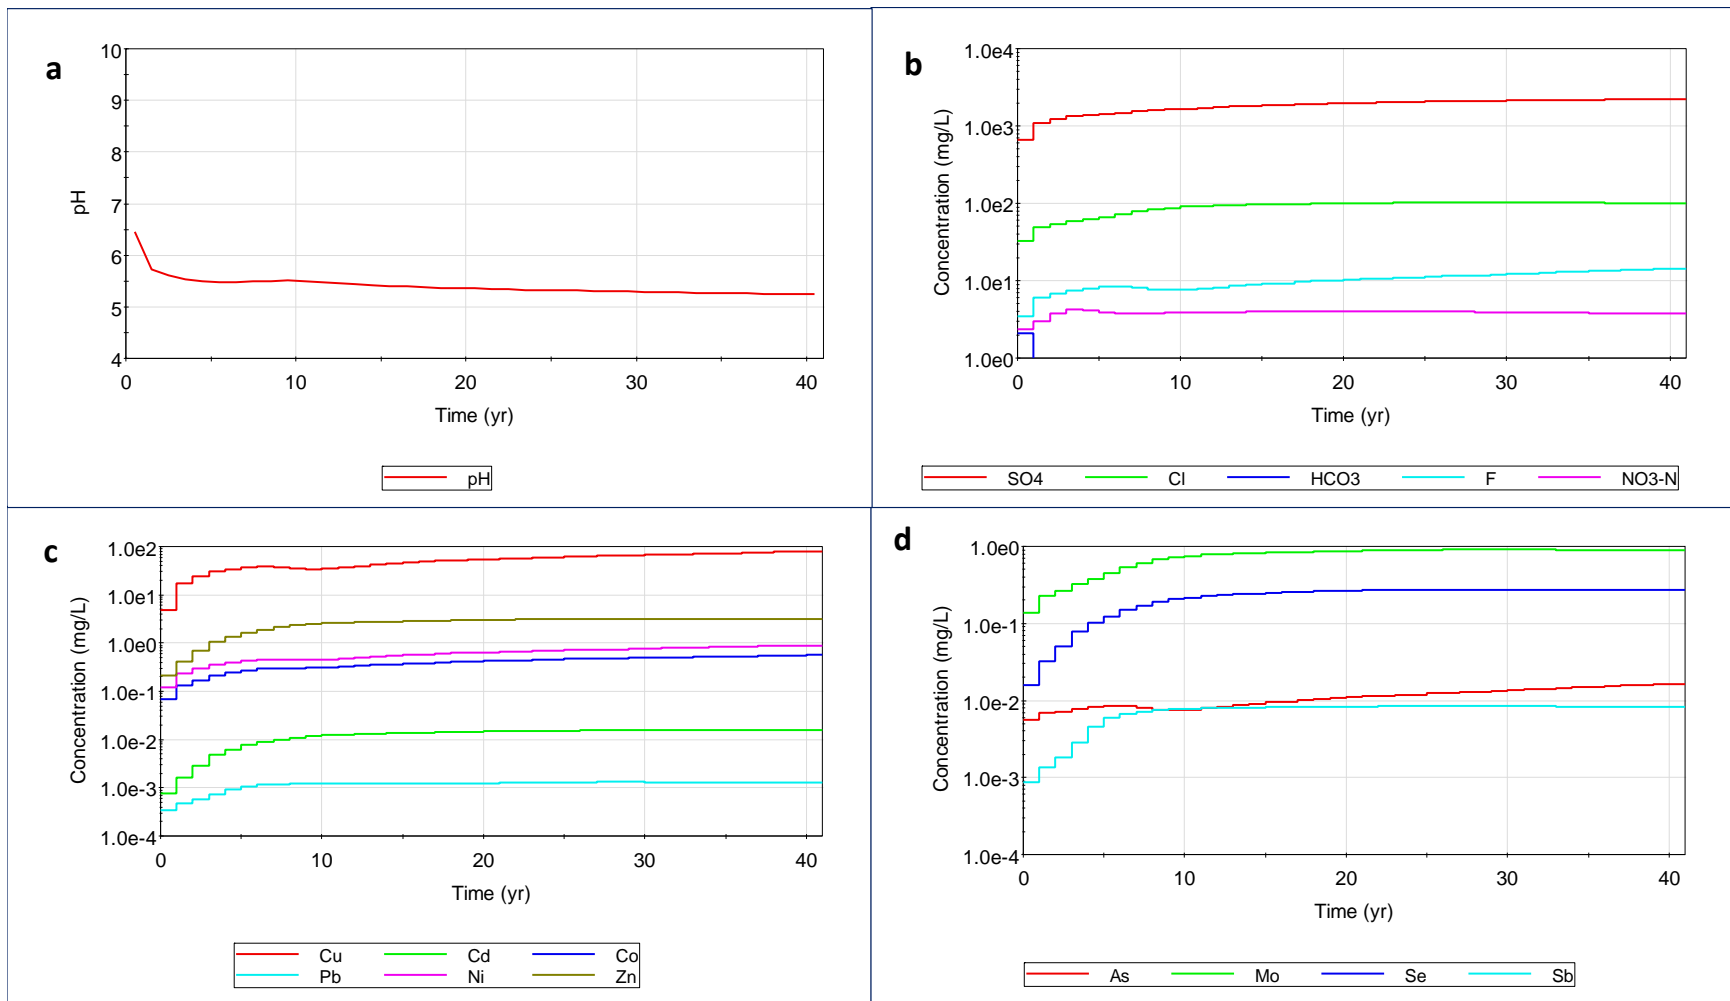 a
10
9
8
7
6
5
4
pH
0 10 20 30 40
Time (yr)
pH
b
1.0e4
1.0e3
1.0e2
1.0e1
1.0e0
Concentration (mg/L)
0 10 20 30 40
Time (yr)
SO4 Cl HCO3 F NO3-N
c
1.0e2
1.0e1
1.0e0
1.0e-1
1.0e-2
1.0e-3
1.0e-4
Concentration (mg/L)
0 10 20 30 40
Time (yr)
Cu Cd Co
Pb Ni Zn
d
1.0e0
1.0e-1
1.0e-2
1.0e-3
1.0e-4
Concentration (mg/L)
0 10 20 30 40
Time (yr)
As Mo Se Sb